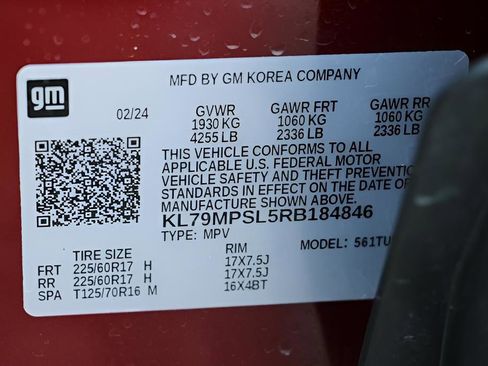 MFD BY GM KOREA COMPANY
gm
02/24
GVWR GAWR FRT GAWR RR
1930 KG 1060 KG 1060 KG
4255 LB 2336 LB 2336 LB
THIS VEHICLE CONFORMS TO ALL
APPLICABLE U.S. FEDERAL MOTOR
VEHICLE SAFETY AND THEFT PREVENTION
STANDARDS IN EFFECT ON THE DATE OF
MANUFACTURE SHOWN ABOVE.
KL79MPSL5RB184846
TYPE: MPV MODEL: 561TU
TIRE SIZE RIM
FRT 225/60R17 H 17X7.5J
RR 225/60R17 H 17X7.5J
SPA T125/70R16 M 16X4BT